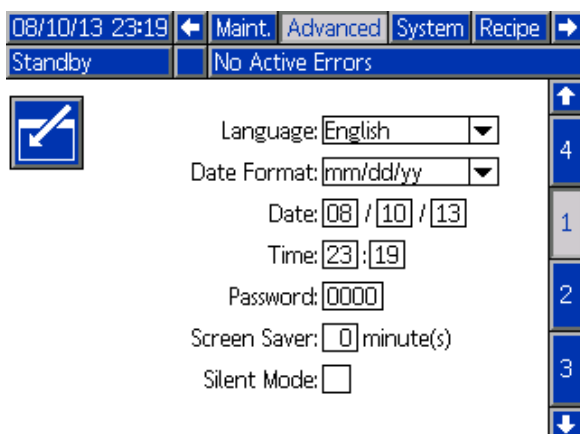 08/10/13 23:19 Maint. Advanced System Recipe
Standby No Active Errors
Language: English
4
Date Format: mm/dd/yy
Date: 08 / 10 / 13
1
Time: 23 : 19
Password: 0000
2
Screen Saver: 0 minute(s)
Silent Mode:
3